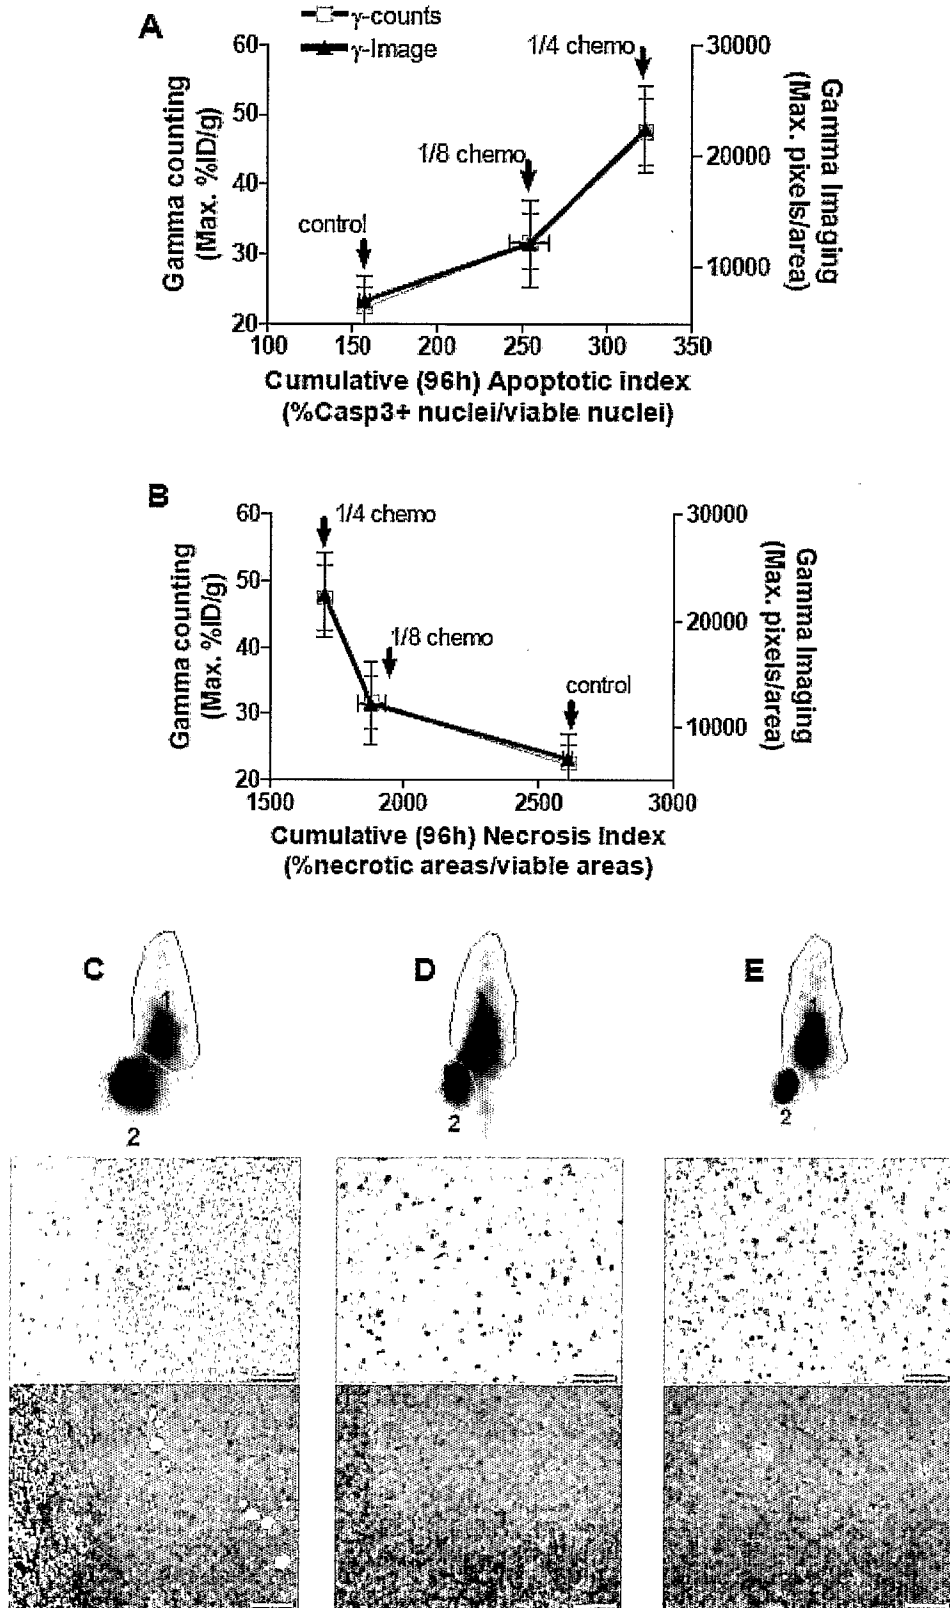 A
γ-counts
γ-Image
60
50
40
30
20
Gamma counting
(Max. %ID/g)
control
1/8 chemo
1/4 chemo
30000
20000
10000
Gamma Imaging
(Max. pixels/area)
100 150 200 250 300 350
Cumulative (96h) Apoptotic index
(%Casp3+ nuclei/viable nuclei)
B
60
50
40
30
20
Gamma counting
(Max. %ID/g)
1/4 chemo
1/8 chemo
control
30000
20000
10000
Gamma Imaging
(Max. pixels/area)
1500 2000 2500 3000
Cumulative (96h) Necrosis Index
(%necrotic areas/viable areas)
C D E
1 1 1
2 2 2